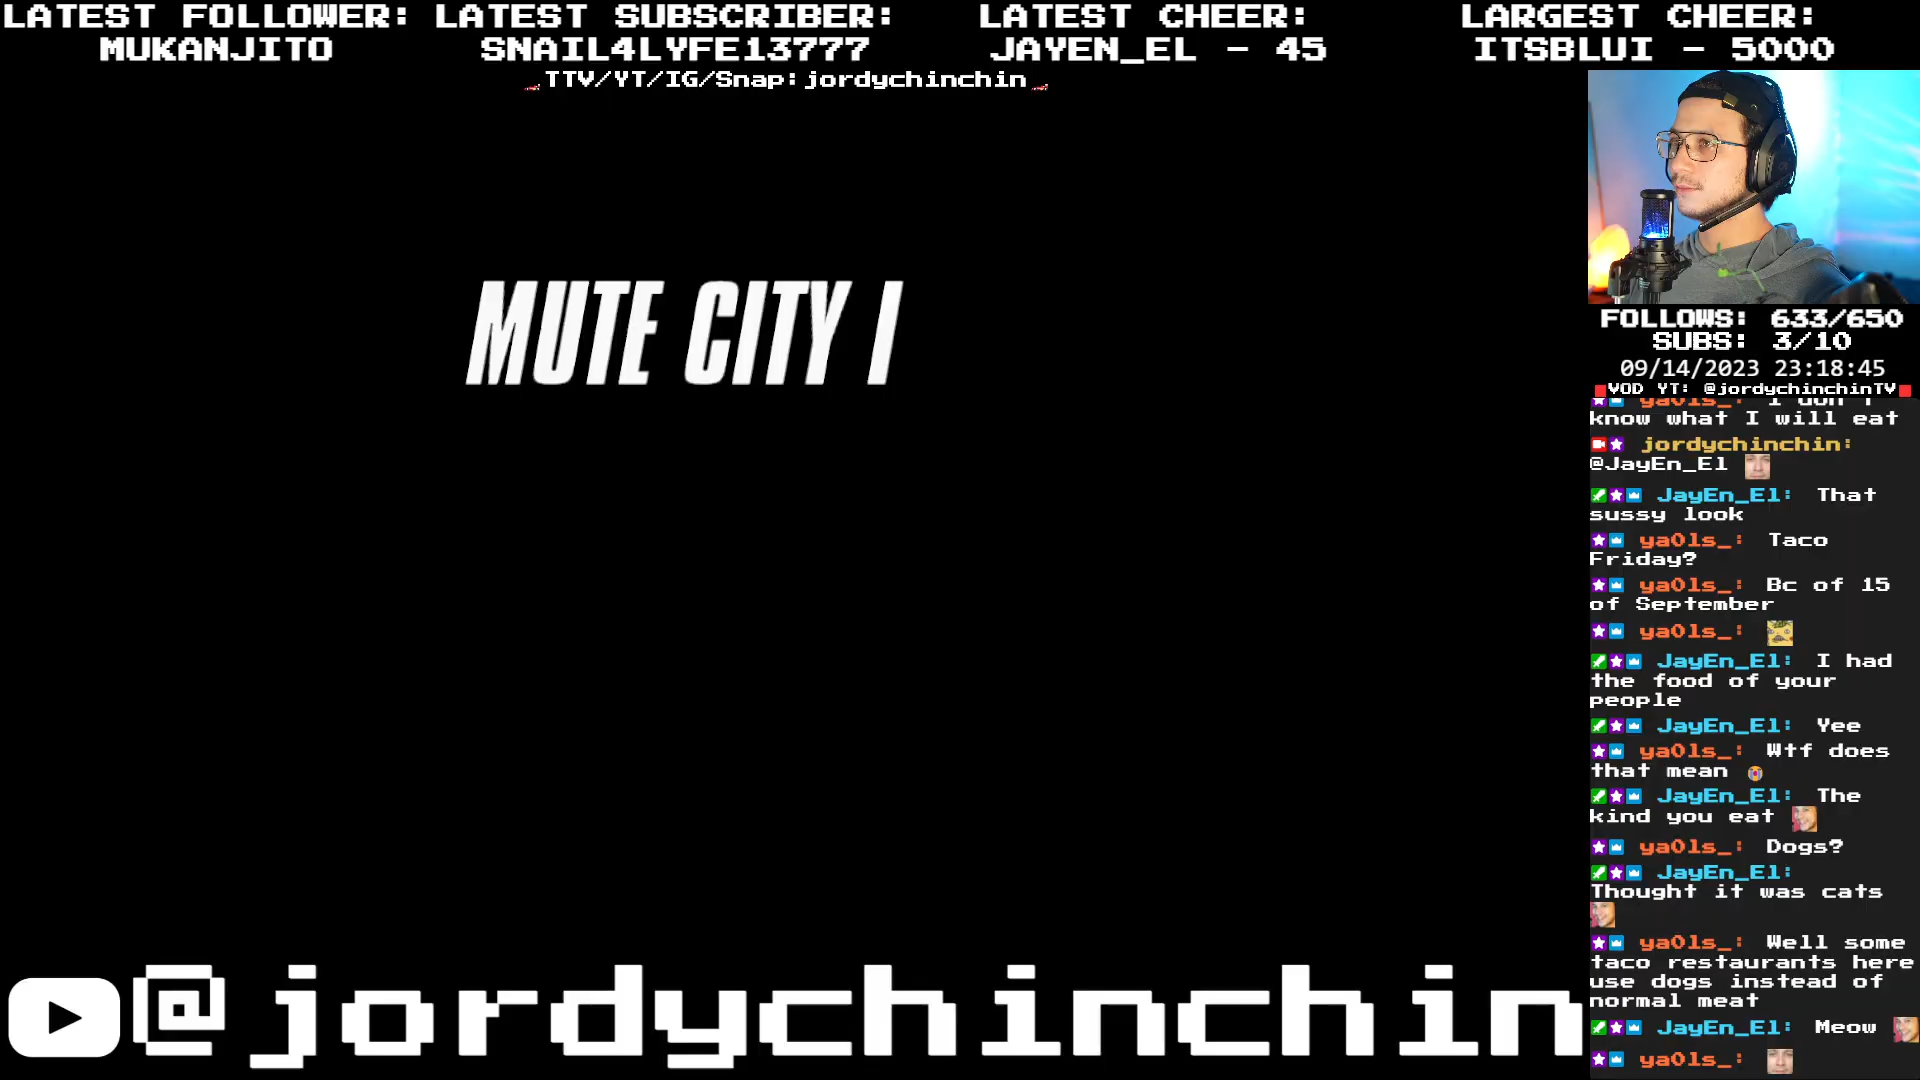 LATEST FOLLOWER:
MUKANJITO
LATEST SUBSCRIBER:
SNAIL4LYFE13777
LATEST CHEER:
JAYEN_EL - 45
LARGEST CHEER:
ITSBLUI - 5000
TTV/YT/IG/Snap:jordychinchin
MUTE CITY I
FOLLOWS: 633/650
SUBS: 3/10
09/14/2023 23:18:45
VOD YT: @jordychinchinTV
ya0ls_: I don't
know what I will eat
jordychinchin:
@JayEn_El
JayEn_El: That
sussy look
ya0ls_: Taco
Friday?
ya0ls_: Bc of 15
of September
ya0ls_:
JayEn_El: I had
the food of your
people
JayEn_El: Yee
ya0ls_: Wtf does
that mean
JayEn_El: The
kind you eat
ya0ls_: Dogs?
JayEn_El:
Thought it was cats
ya0ls_: Well some
taco restaurants here
use dogs instead of
normal meat
JayEn_El: Meow
ya0ls_:
@jordychinchin